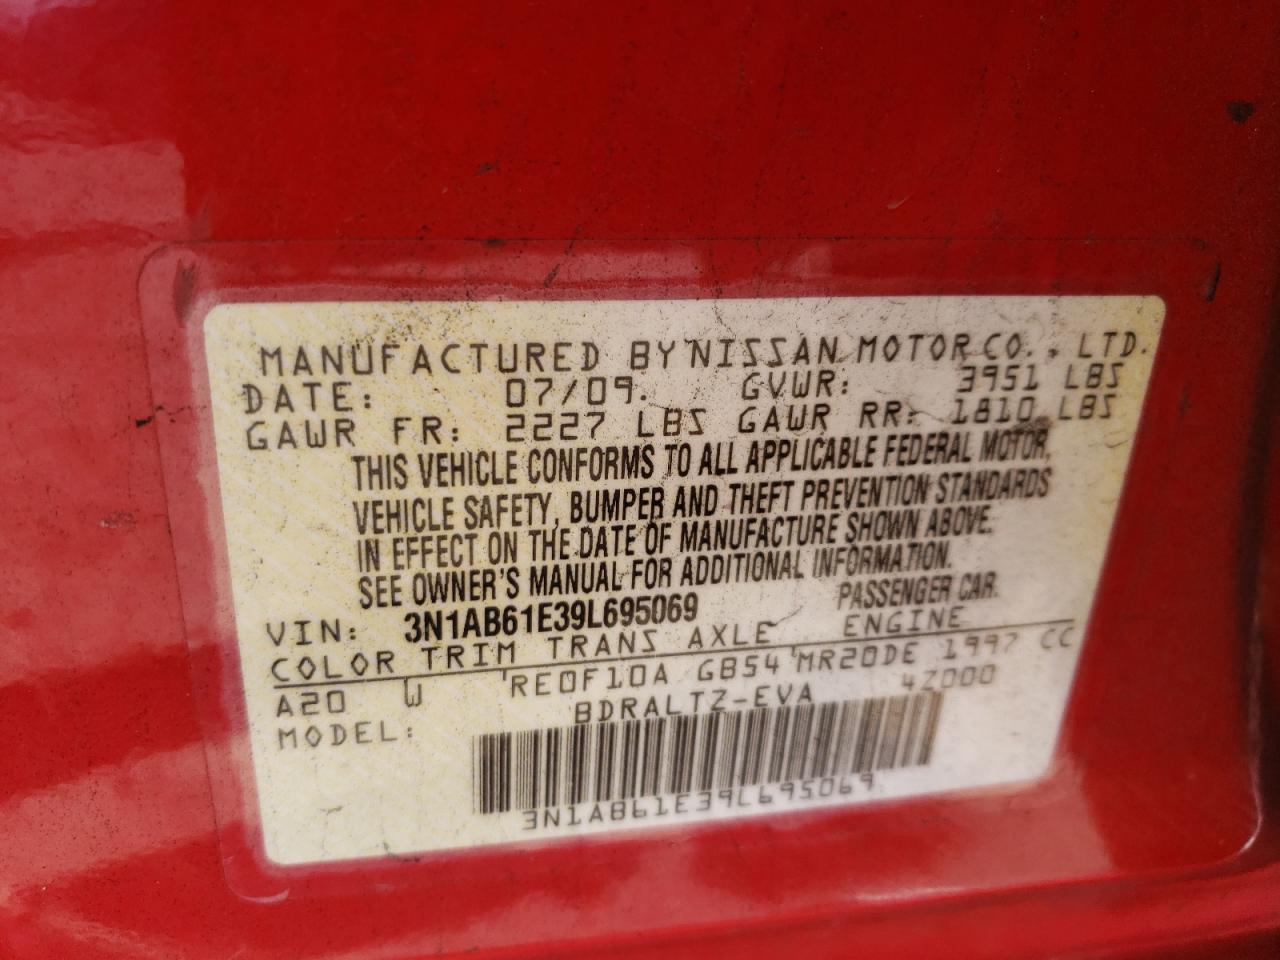 MANUFACTURED BY NISSAN MOTOR CO., LTD.
DATE: 07/09. GVWR: 3951 LBS
GAWR FR: 2227 LBS GAWR RR: 1810 LBS
THIS VEHICLE CONFORMS TO ALL APPLICABLE FEDERAL MOTOR,
VEHICLE SAFETY, BUMPER AND THEFT PREVENTION STANDARDS
IN EFFECT ON THE DATE OF MANUFACTURE SHOWN ABOVE.
SEE OWNER'S MANUAL FOR ADDITIONAL INFORMATION.
VIN: 3N1AB61E39L695069 PASSENGER CAR.
COLOR TRIM TRANS AXLE ENGINE
A20 W RE0F10A GB54 MR20DE 1997 CC
MODEL: BDRALTZ-EVA 4Z000
3N1AB61E39L695069